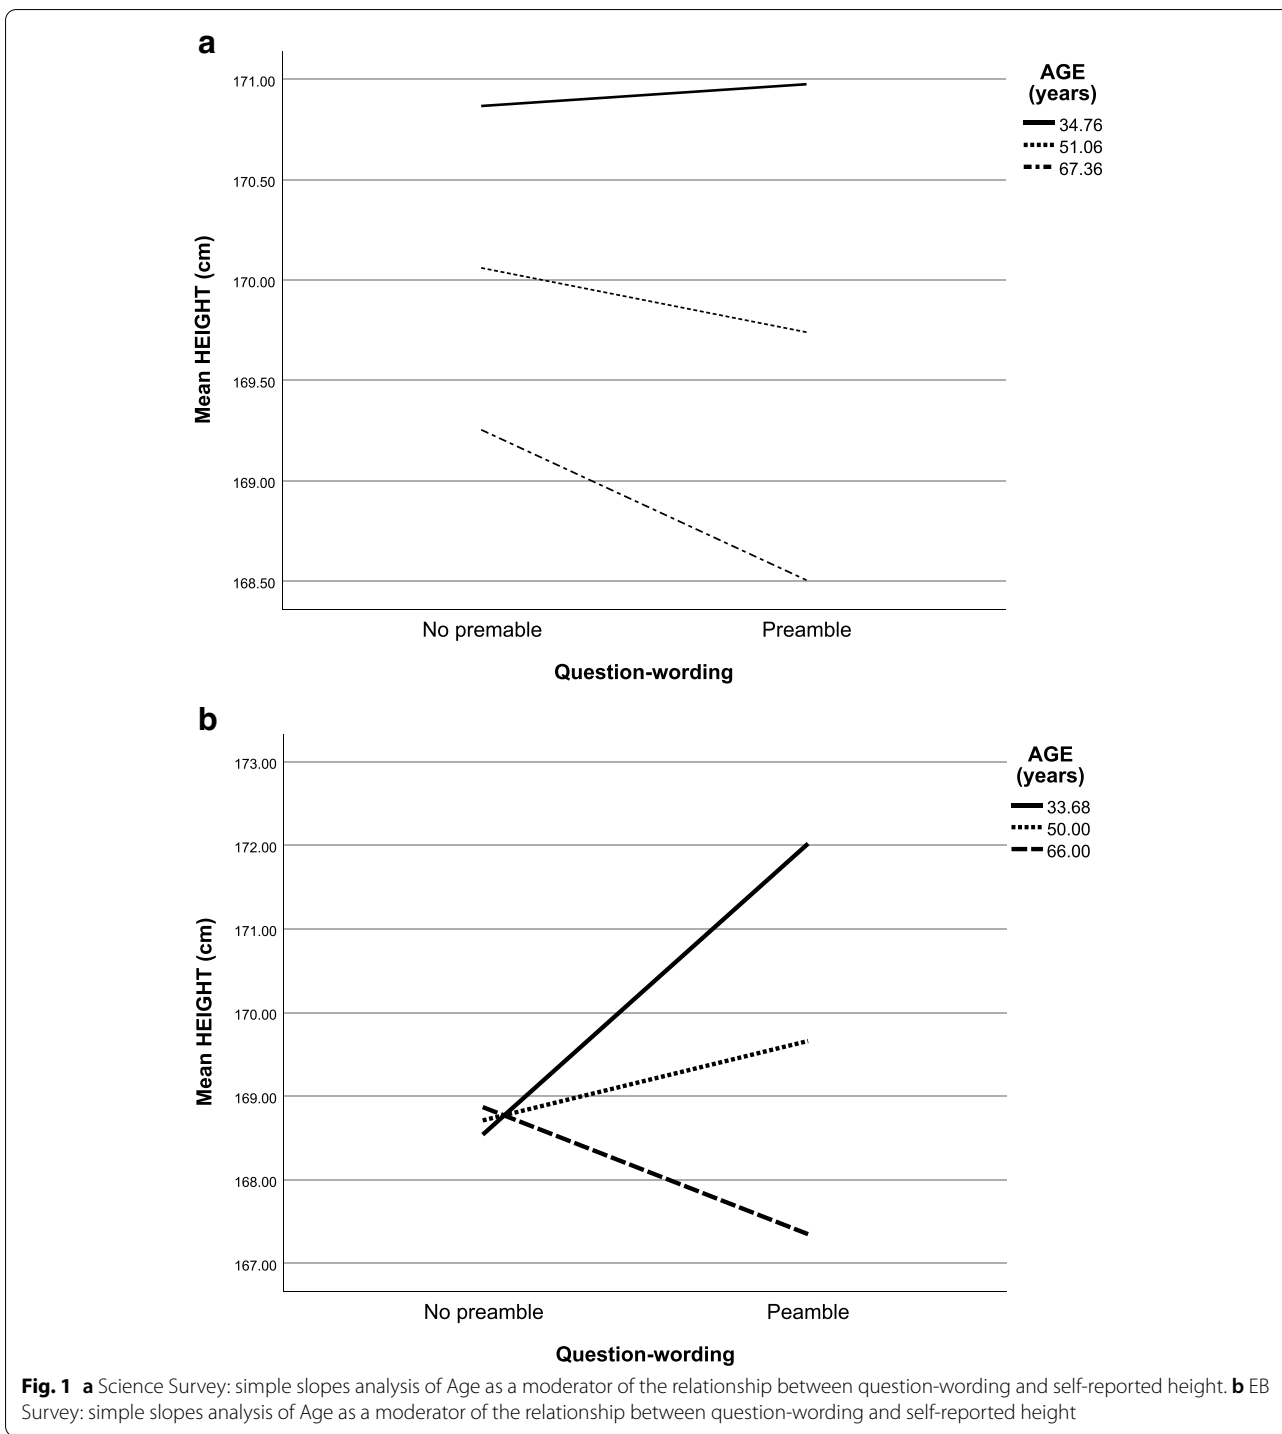 a
AGE
(years)
34.76
51.06
67.36
171.00
170.50
170.00
169.50
169.00
168.50
Mean HEIGHT (cm)
No premable
Preamble
Question-wording
b
AGE
(years)
33.68
50.00
66.00
173.00
172.00
171.00
170.00
169.00
168.00
167.00
Mean HEIGHT (cm)
No preamble
Peamble
Question-wording
Fig. 1 a Science Survey: simple slopes analysis of Age as a moderator of the relationship between question-wording and self-reported height. b EB
Survey: simple slopes analysis of Age as a moderator of the relationship between question-wording and self-reported height